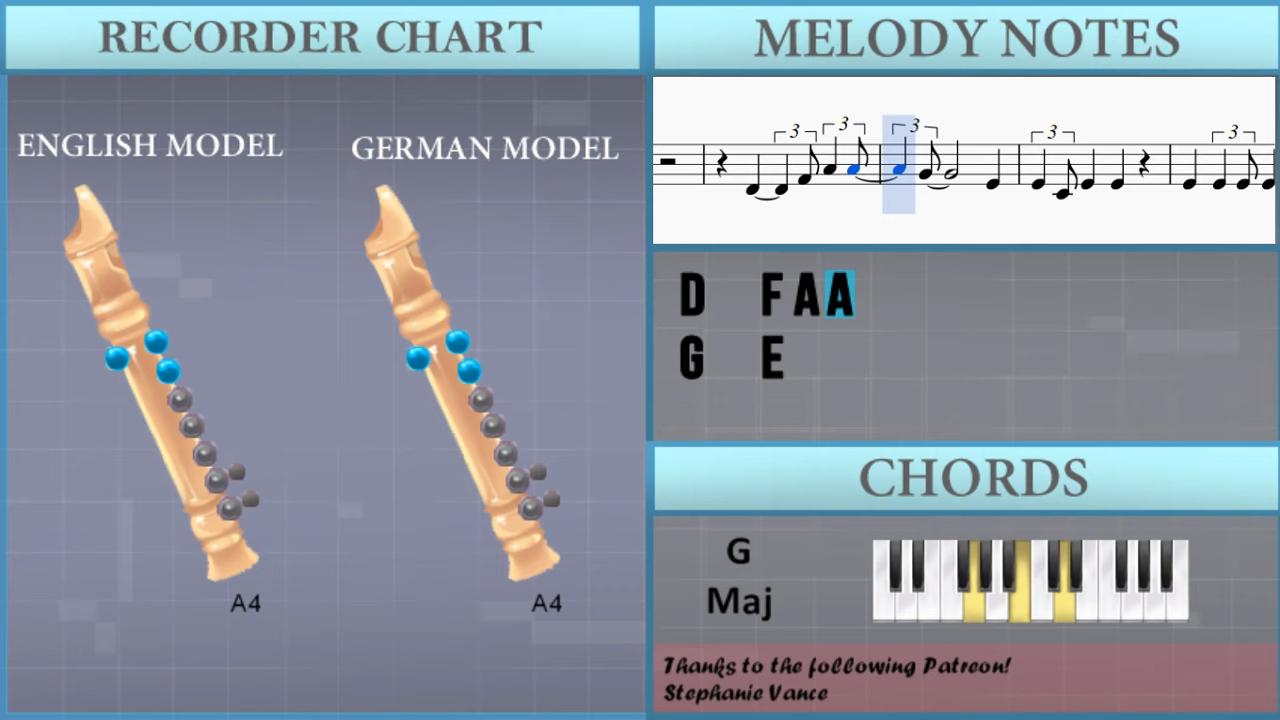 RECORDER CHART
ENGLISH MODEL
GERMAN MODEL
A4
A4
MELODY NOTES
3 3 3 3 3
D F A A
G E
CHORDS
G
Maj
Thanks to the following Patreon!
Stephanie Vance